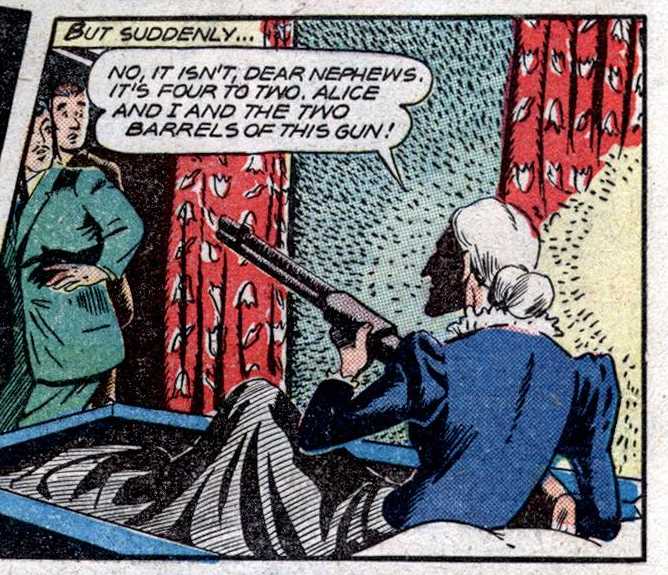 BUT SUDDENLY...
NO, IT ISN'T, DEAR NEPHEWS.
IT'S FOUR TO TWO. ALICE
AND I AND THE TWO
BARRELS OF THIS GUN!